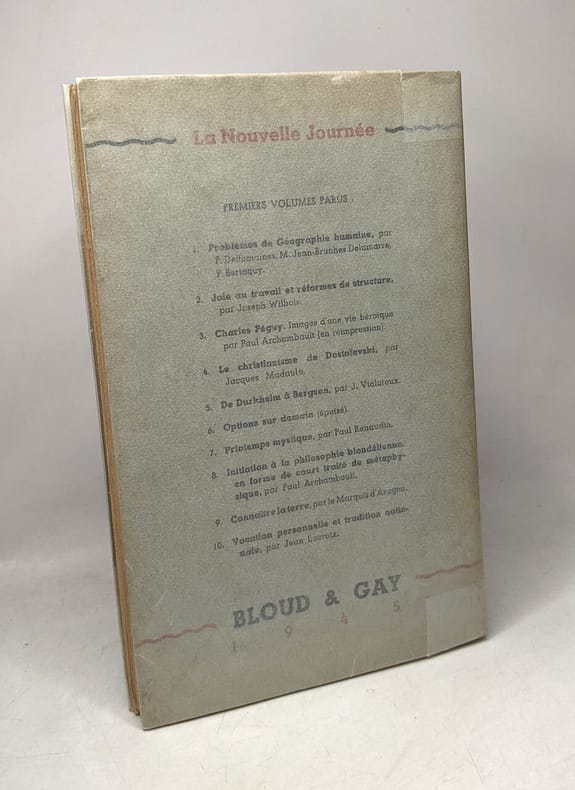 La Nouvelle Journée
PREMIERS VOLUMES PARUS :
1. Problèmes de Géographie humaine, par
P. Deffontaines, M. Jean-Brunhes Delamarre,
P. Bertoquy.
2. Joie au travail et réformes de structure,
par Joseph Wilbois.
3. Charles Péguy. Images d'une vie héroïque
par Paul Archambault (en réimpression)
4. Le christianisme de Dostoïevski, par
Jacques Madaule.
5. De Durkheim à Bergson, par J. Vialatoux.
6. Options sur demain (épuisé).
7. Printemps mystique, par Paul Renaudin.
8. Initiation à la philosophie blondélienne,
en forme de court traité de métaphy-
sique, par Paul Archambault.
9. Connaître la terre, par le Marquis d'Aragon.
10. Vocation personnelle et tradition natio-
nale, par Jean Lacroix.
BLOUD & GAY
1 9 4 5